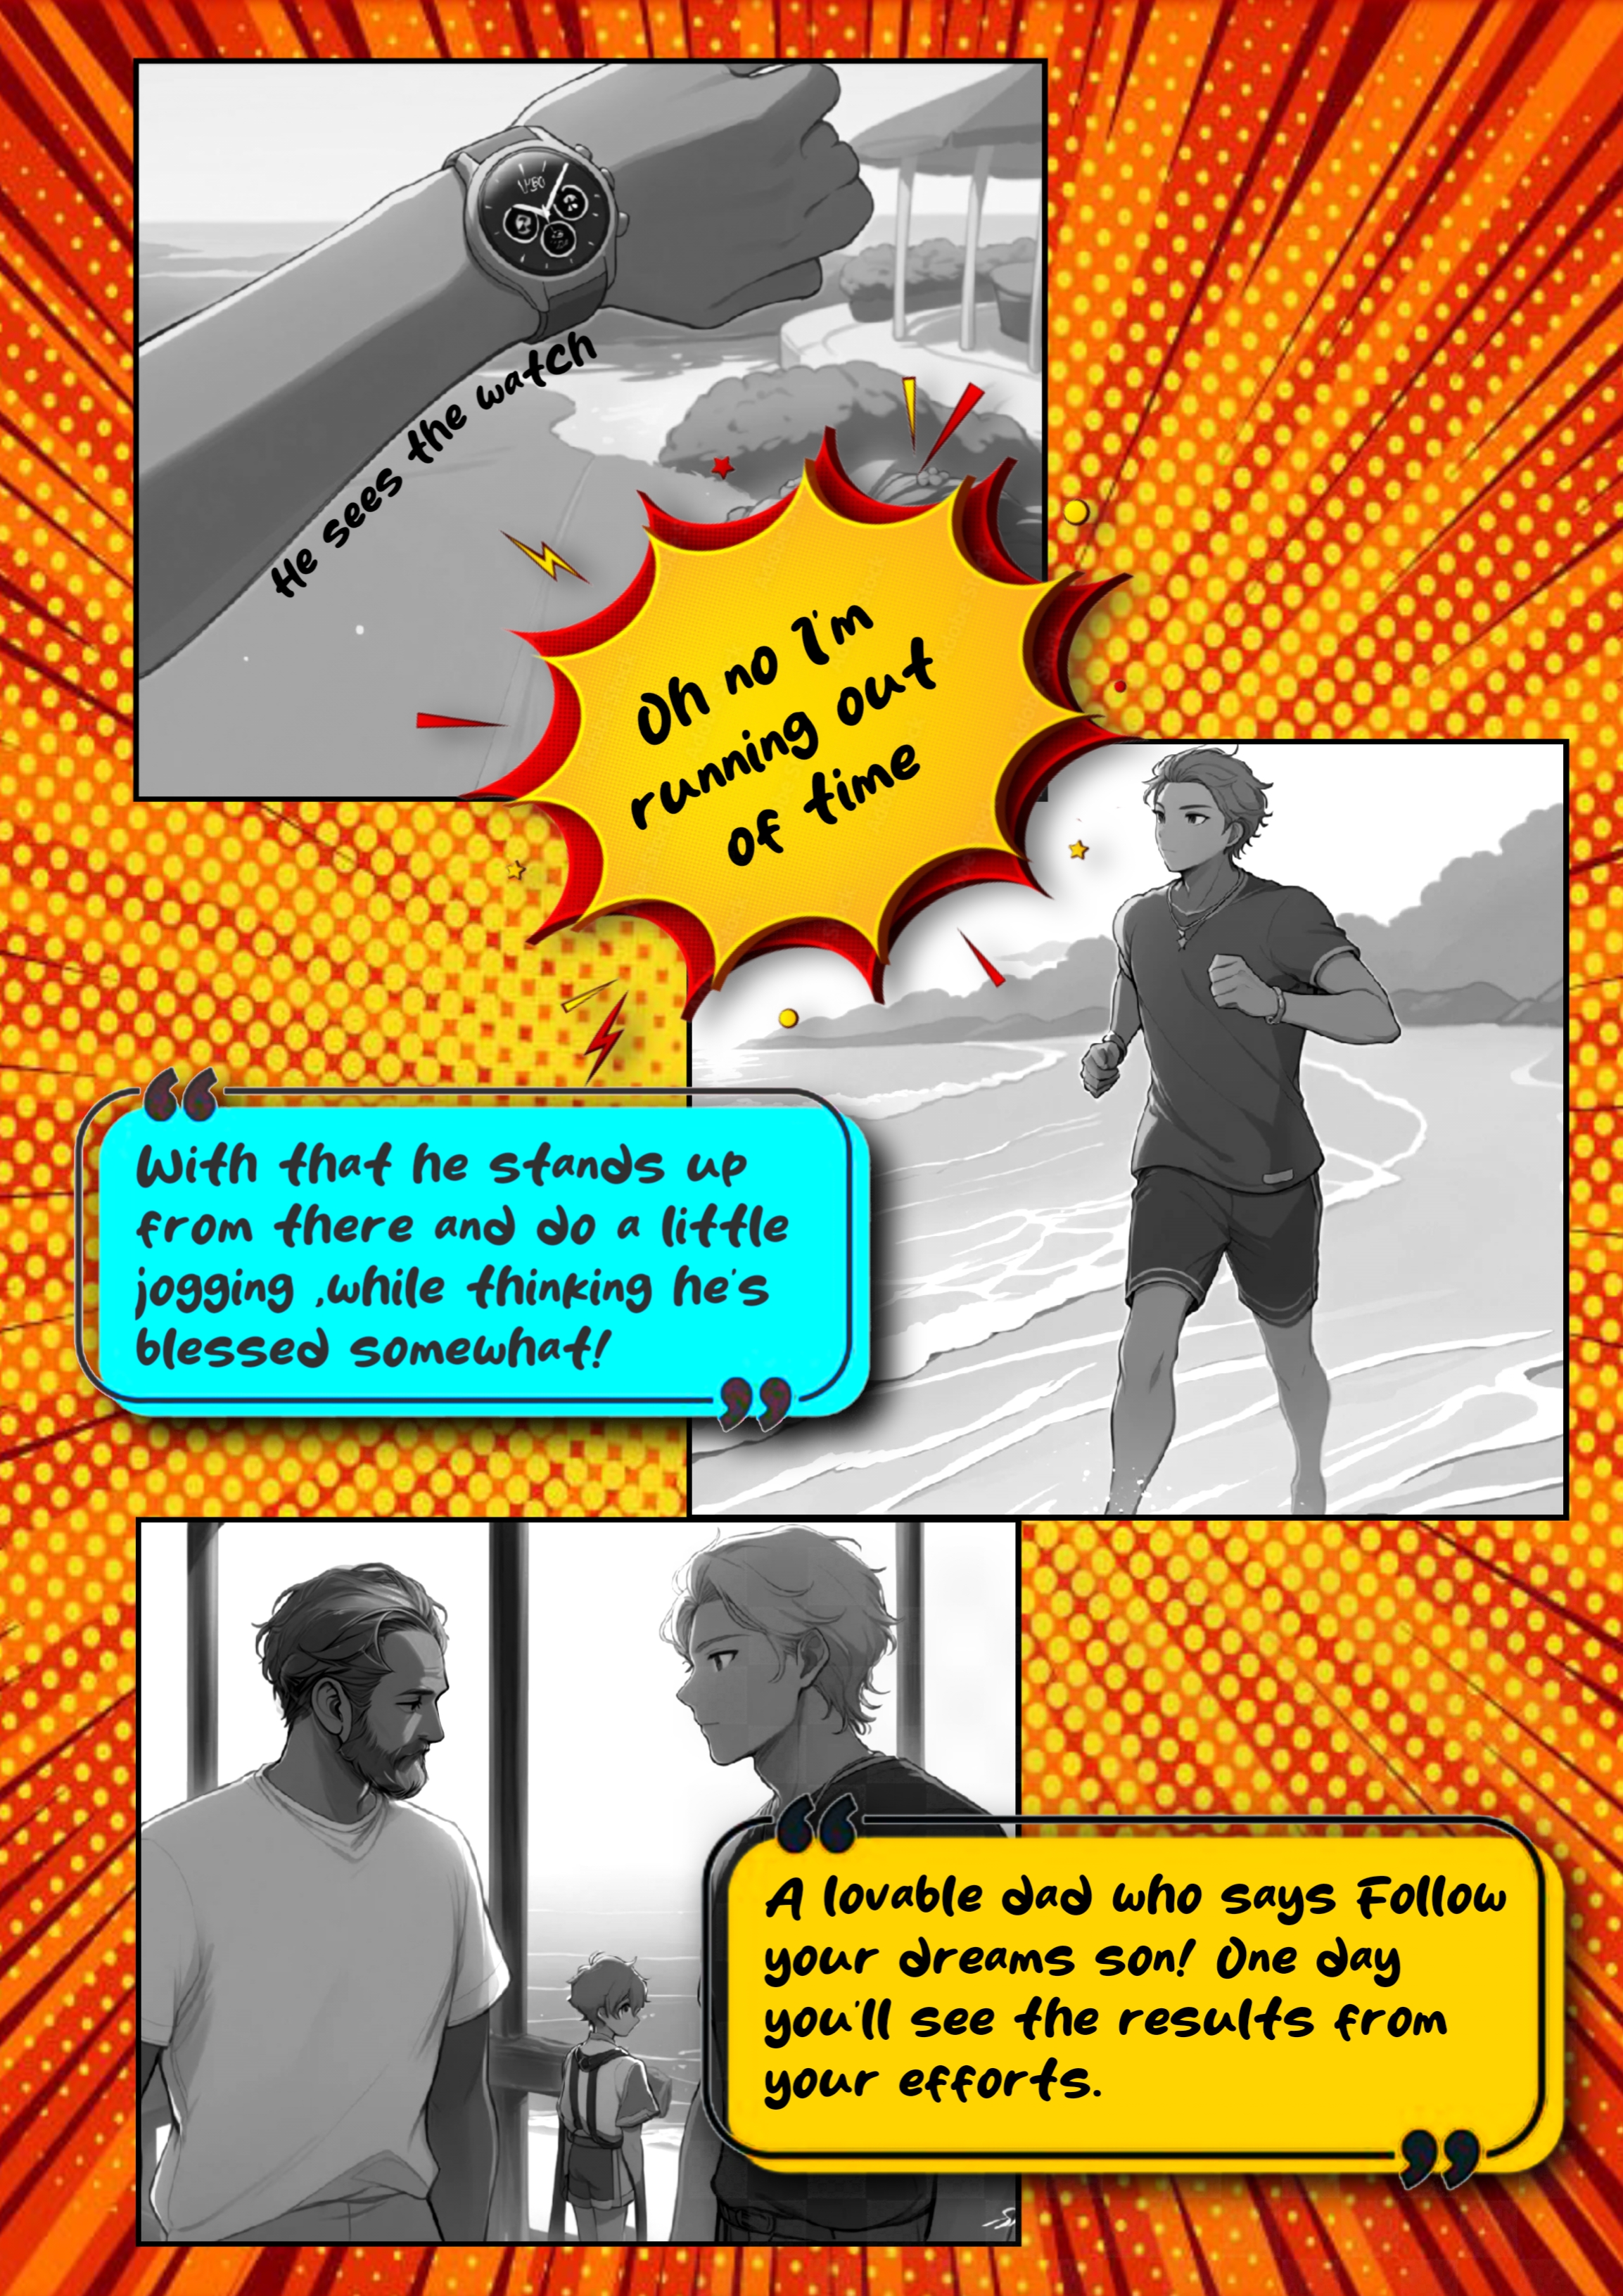 He sees the watch
Oh no I'm
running out
of time
With that he stands up
from there and do a little
jogging ,while thinking he's
blessed somewhat!
A lovable dad who says Follow
your dreams son! One day
you'll see the results from
your efforts.